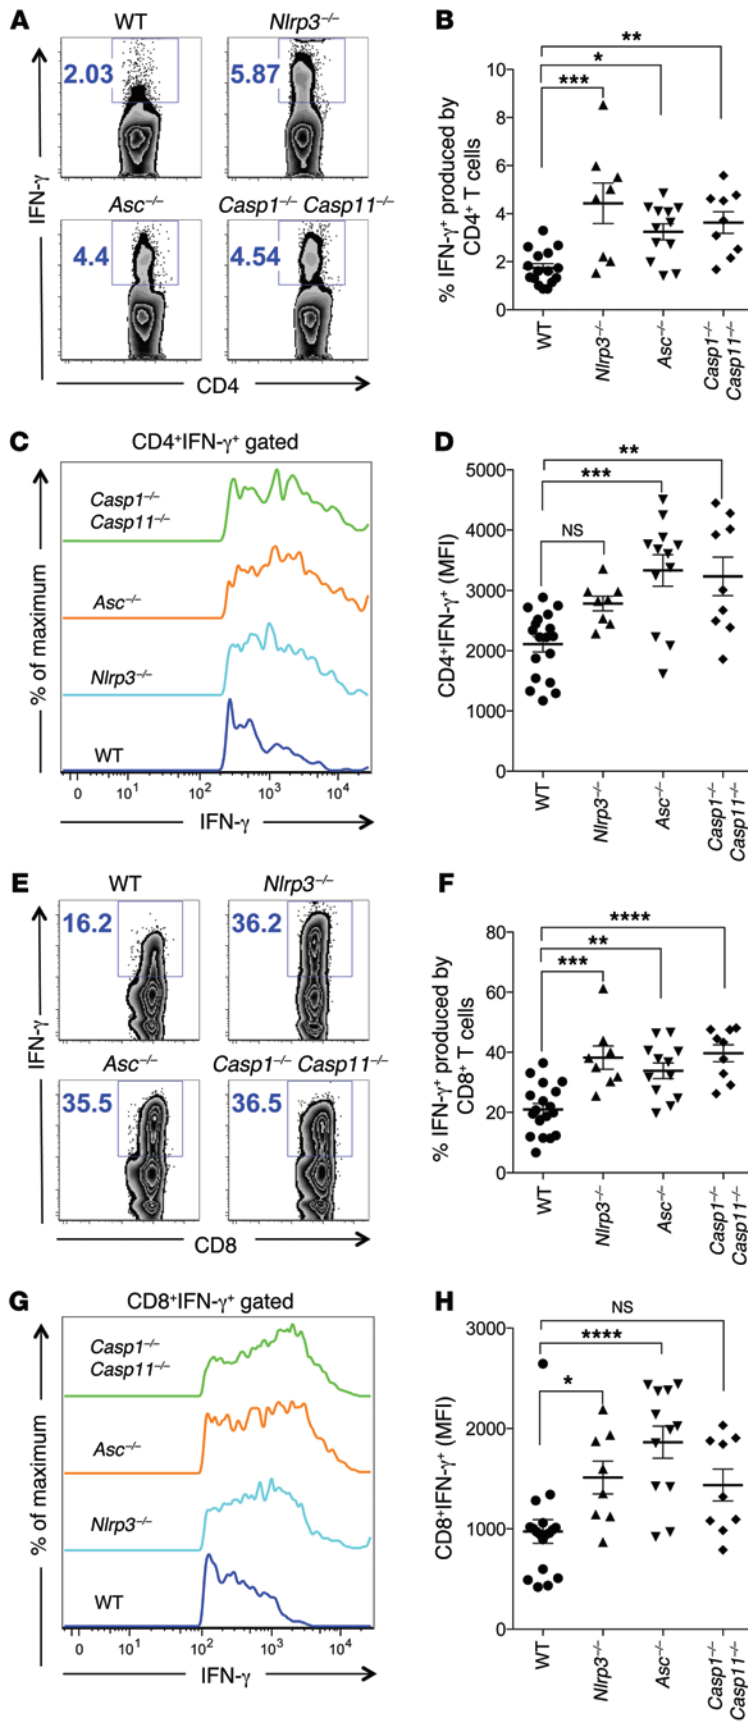 A
WT
Nlrp3–/–
2.03
5.87
Asc–/–
Casp1–/– Casp11–/–
4.4
4.54
IFN-γ
CD4
B
**
*
***
% IFN-γ+ produced by
CD4+ T cells
10
8
6
4
2
0
WT
Nlrp3–/–
Asc–/–
Casp1–/–
Casp11–/–
C
CD4+IFN-γ+ gated
Casp1–/–
Casp11–/–
Asc–/–
Nlrp3–/–
WT
% of maximum
0 10¹ 10² 10³ 10⁴
IFN-γ
D
**
***
NS
CD4+IFN-γ+ (MFI)
5000
4000
3000
2000
1000
0
WT
Nlrp3–/–
Asc–/–
Casp1–/–
Casp11–/–
E
WT
Nlrp3–/–
16.2
36.2
Asc–/–
Casp1–/– Casp11–/–
35.5
36.5
IFN-γ
CD8
F
****
**
***
% IFN-γ+ produced by
CD8+ T cells
80
60
40
20
0
WT
Nlrp3–/–
Asc–/–
Casp1–/–
Casp11–/–
G
CD8+IFN-γ+ gated
Casp1–/–
Casp11–/–
Asc–/–
Nlrp3–/–
WT
% of maximum
0 10¹ 10² 10³ 10⁴
IFN-γ
H
NS
****
*
CD8+IFN-γ+ (MFI)
3000
2000
1000
0
WT
Nlrp3–/–
Asc–/–
Casp1–/–
Casp11–/–